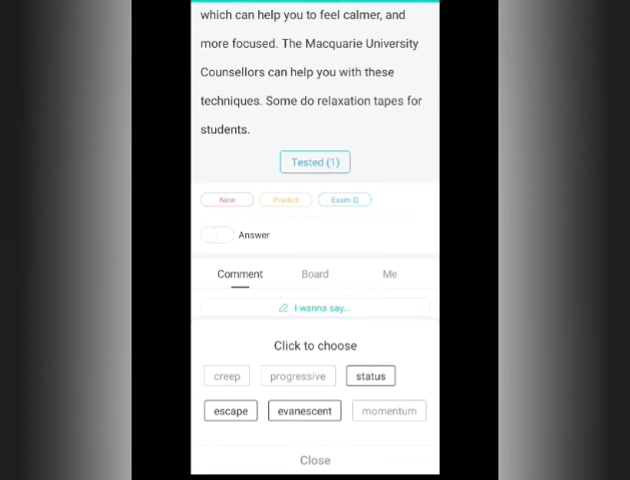 which can help you to feel calmer, and
more focused. The Macquarie University
Counsellors can help you with these
techniques. Some do relaxation tapes for
students.
Tested (1)
New Predict Exam Q
Answer
Comment Board Me
I wanna say...
Click to choose
creep progressive status
escape evanescent momentum
Close